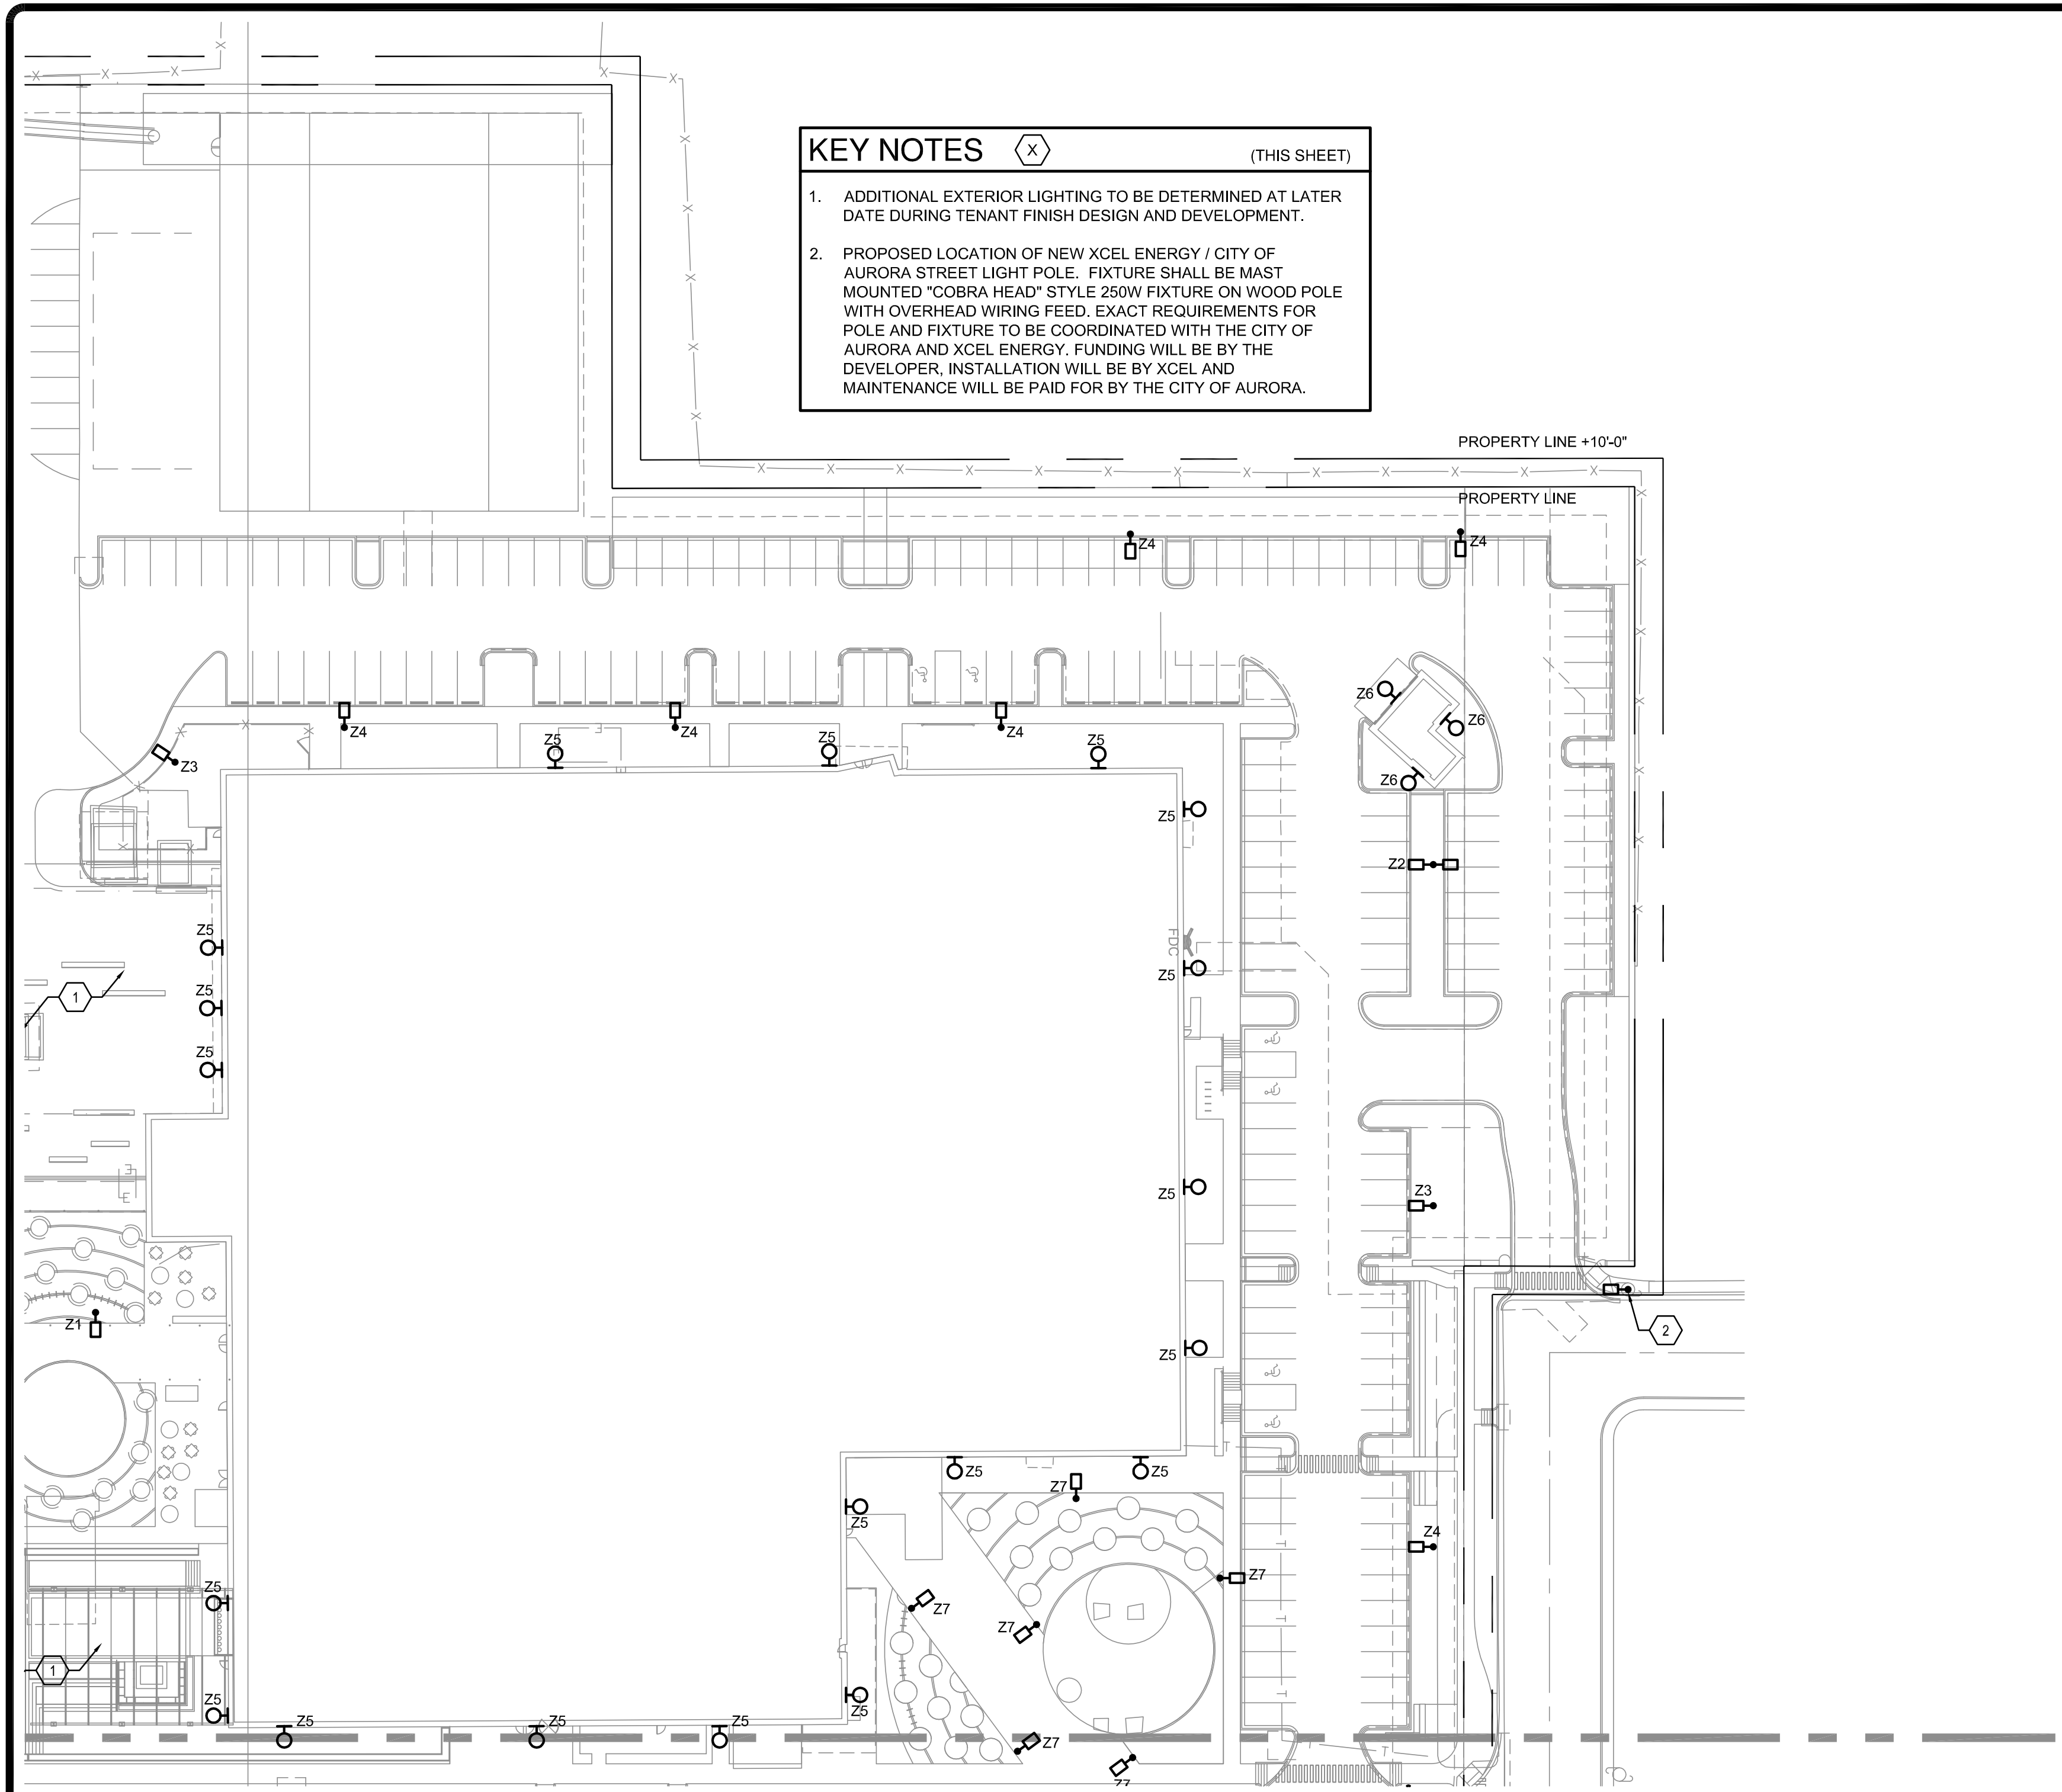 KEY NOTES X (THIS SHEET)
1. ADDITIONAL EXTERIOR LIGHTING TO BE DETERMINED AT LATER
DATE DURING TENANT FINISH DESIGN AND DEVELOPMENT.
2. PROPOSED LOCATION OF NEW XCEL ENERGY / CITY OF
AURORA STREET LIGHT POLE. FIXTURE SHALL BE MAST
MOUNTED "COBRA HEAD" STYLE 250W FIXTURE ON WOOD POLE
WITH OVERHEAD WIRING FEED. EXACT REQUIREMENTS FOR
POLE AND FIXTURE TO BE COORDINATED WITH THE CITY OF
AURORA AND XCEL ENERGY. FUNDING WILL BE BY THE
DEVELOPER, INSTALLATION WILL BE BY XCEL AND
MAINTENANCE WILL BE PAID FOR BY THE CITY OF AURORA.
PROPERTY LINE +10'-0"
PROPERTY LINE
Z4
Z4
Z6
Z6
Z4
Z4
Z4
Z5
Z5
Z5
Z3
Z6
Z5
Z2
Z5
FDC
Z5
Z5
1
Z5
Z5
Z3
Z1
2
Z5
Z5
Z5
Z7
Z5
Z4
Z7
Z5
Z7
Z7
1
Z5
Z5
Z5
Z5
Z5
Z7
Z7